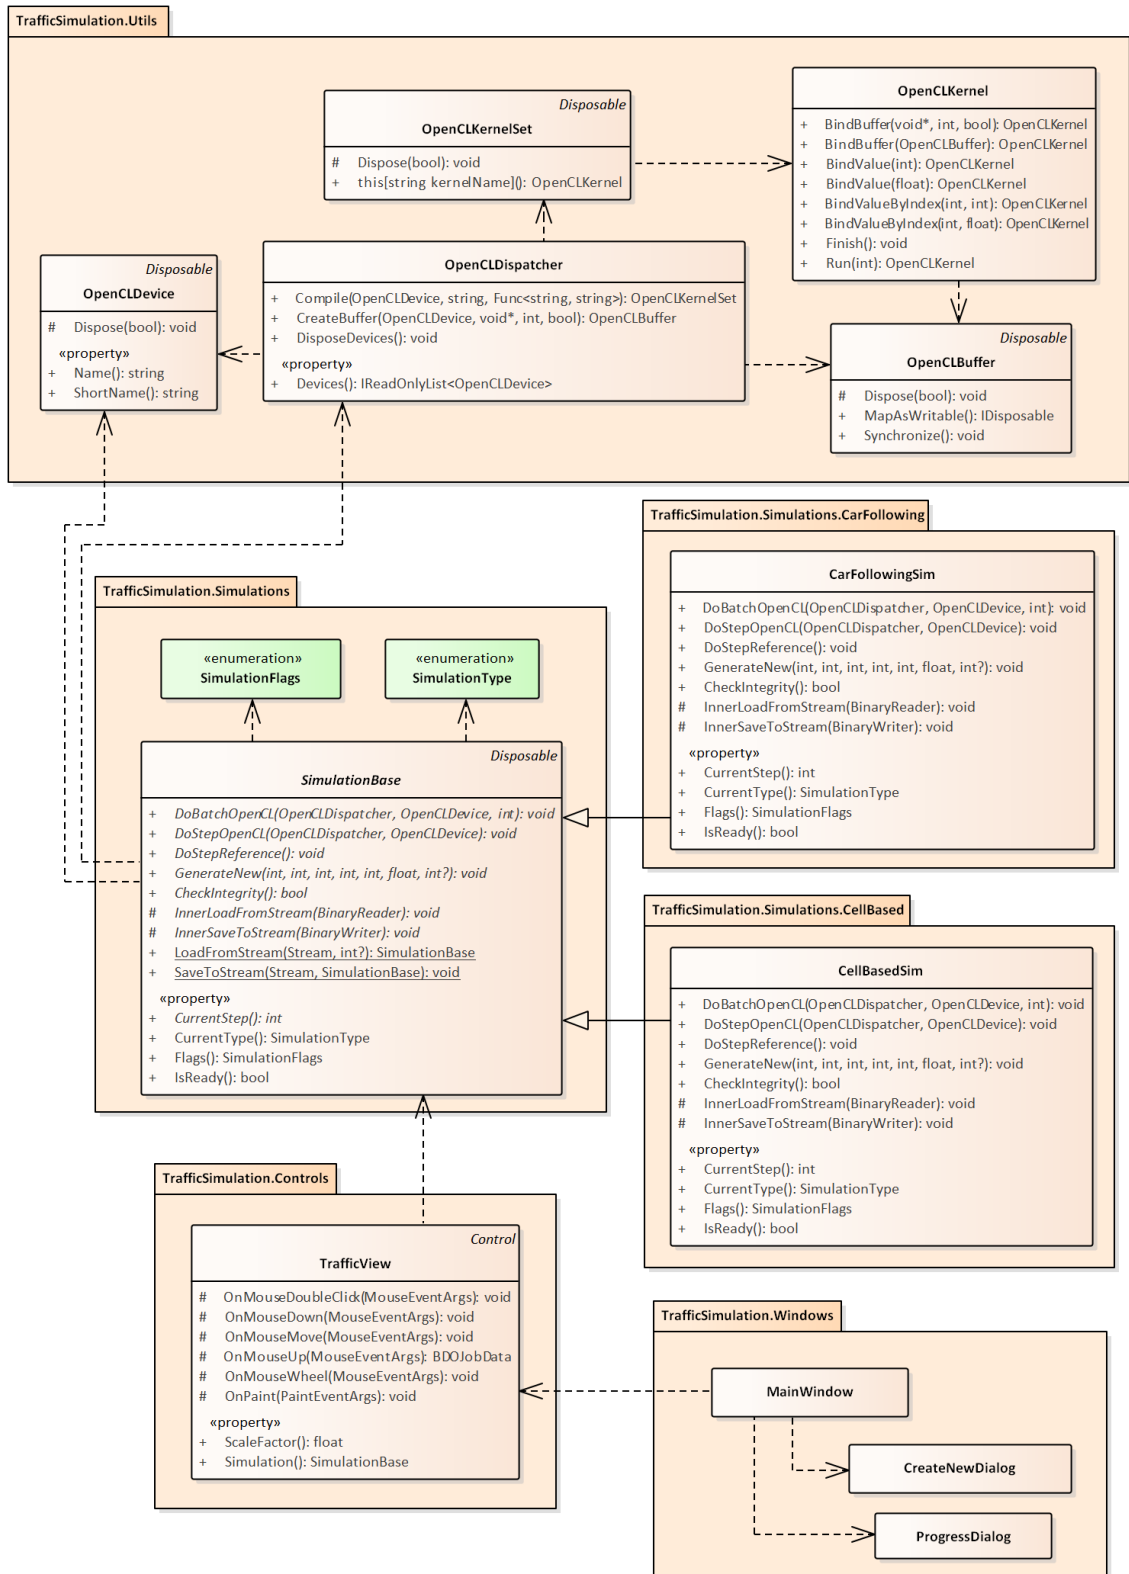 TrafficSimulation.Utils
Disposable
OpenCLKernelSet
# Dispose(bool): void
+ this[string kernelName](): OpenCLKernel
OpenCLKernel
+ BindBuffer(void*, int, bool): OpenCLKernel
+ BindBuffer(OpenCLBuffer): OpenCLKernel
+ BindValue(int): OpenCLKernel
+ BindValue(float): OpenCLKernel
+ BindValueByIndex(int, int): OpenCLKernel
+ BindValueByIndex(int, float): OpenCLKernel
+ Finish(): void
+ Run(int): OpenCLKernel
Disposable
OpenCLDevice
# Dispose(bool): void
«property»
+ Name(): string
+ ShortName(): string
OpenCLDispatcher
+ Compile(OpenCLDevice, string, Func<string, string>): OpenCLKernelSet
+ CreateBuffer(OpenCLDevice, void*, int, bool): OpenCLBuffer
+ DisposeDevices(): void
«property»
+ Devices(): IReadOnlyList<OpenCLDevice>
Disposable
OpenCLBuffer
# Dispose(bool): void
+ MapAsWritable(): IDisposable
+ Synchronize(): void
TrafficSimulation.Simulations.CarFollowing
CarFollowingSim
+ DoBatchOpenCL(OpenCLDispatcher, OpenCLDevice, int): void
+ DoStepOpenCL(OpenCLDispatcher, OpenCLDevice): void
+ DoStepReference(): void
+ GenerateNew(int, int, int, int, int, float, int?): void
+ CheckIntegrity(): bool
# InnerLoadFromStream(BinaryReader): void
# InnerSaveToStream(BinaryWriter): void
«property»
+ CurrentStep(): int
+ CurrentType(): SimulationType
+ Flags(): SimulationFlags
+ IsReady(): bool
TrafficSimulation.Simulations
«enumeration»
SimulationFlags
«enumeration»
SimulationType
Disposable
SimulationBase
+ DoBatchOpenCL(OpenCLDispatcher, OpenCLDevice, int): void
+ DoStepOpenCL(OpenCLDispatcher, OpenCLDevice): void
+ DoStepReference(): void
+ GenerateNew(int, int, int, int, int, float, int?): void
+ CheckIntegrity(): bool
# InnerLoadFromStream(BinaryReader): void
# InnerSaveToStream(BinaryWriter): void
+ LoadFromStream(Stream, int?): SimulationBase
+ SaveToStream(Stream, SimulationBase): void
«property»
+ CurrentStep(): int
+ CurrentType(): SimulationType
+ Flags(): SimulationFlags
+ IsReady(): bool
TrafficSimulation.Simulations.CellBased
CellBasedSim
+ DoBatchOpenCL(OpenCLDispatcher, OpenCLDevice, int): void
+ DoStepOpenCL(OpenCLDispatcher, OpenCLDevice): void
+ DoStepReference(): void
+ GenerateNew(int, int, int, int, int, float, int?): void
+ CheckIntegrity(): bool
# InnerLoadFromStream(BinaryReader): void
# InnerSaveToStream(BinaryWriter): void
«property»
+ CurrentStep(): int
+ CurrentType(): SimulationType
+ Flags(): SimulationFlags
+ IsReady(): bool
TrafficSimulation.Controls
Control
TrafficView
# OnMouseDoubleClick(MouseEventArgs): void
# OnMouseDown(MouseEventArgs): void
# OnMouseMove(MouseEventArgs): void
# OnMouseUp(MouseEventArgs): BDOJobData
# OnMouseWheel(MouseEventArgs): void
# OnPaint(PaintEventArgs): void
«property»
+ ScaleFactor(): float
+ Simulation(): SimulationBase
TrafficSimulation.Windows
MainWindow
CreateNewDialog
ProgressDialog